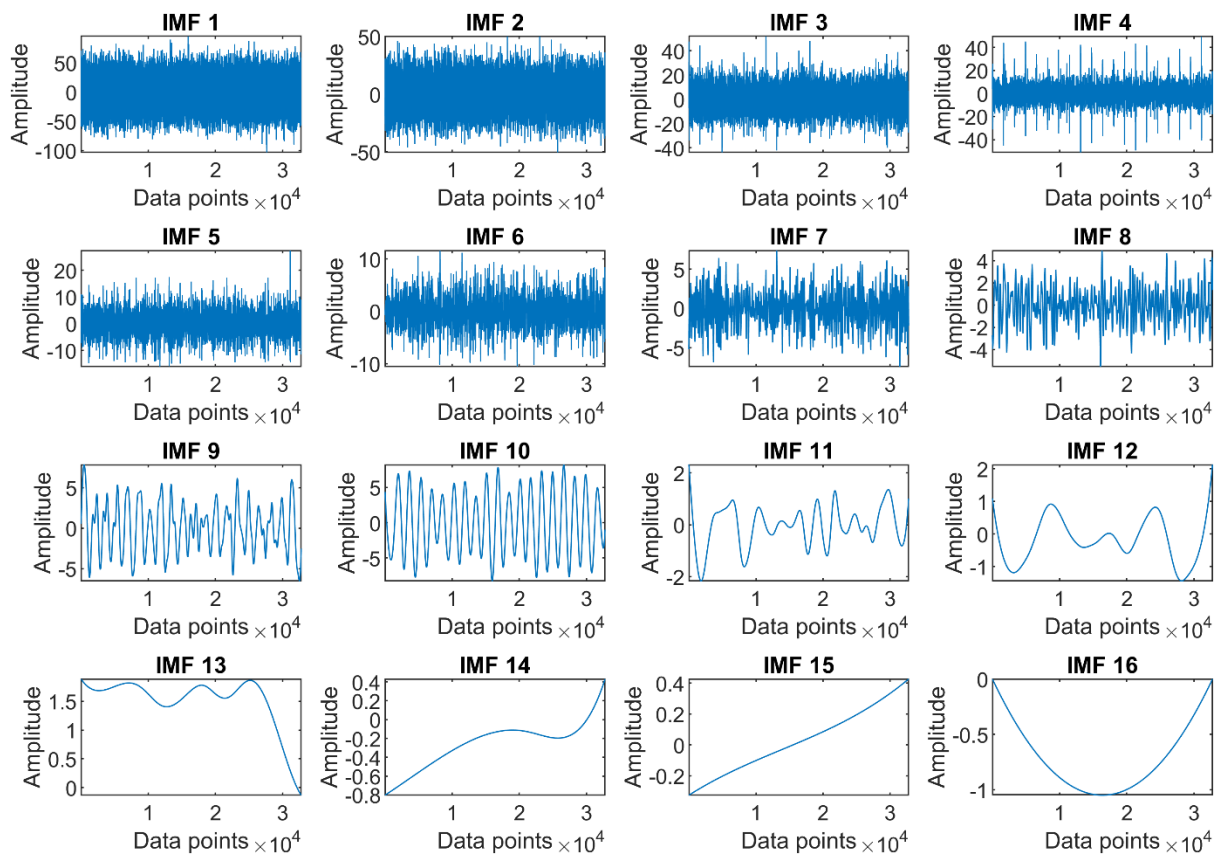 IMF 1 IMF 2 IMF 3 IMF 4
Amplitude 50 0 -50 -100 1 2 3 Data points ×10^4
Amplitude 50 0 -50 1 2 3 Data points ×10^4
Amplitude 40 20 0 -20 -40 1 2 3 Data points ×10^4
Amplitude 40 20 0 -20 -40 1 2 3 Data points ×10^4
IMF 5 IMF 6 IMF 7 IMF 8
Amplitude 20 10 0 -10 1 2 3 Data points ×10^4
Amplitude 10 0 -10 1 2 3 Data points ×10^4
Amplitude 5 0 -5 1 2 3 Data points ×10^4
Amplitude 4 2 0 -2 -4 1 2 3 Data points ×10^4
IMF 9 IMF 10 IMF 11 IMF 12
Amplitude 5 0 -5 1 2 3 Data points ×10^4
Amplitude 5 0 -5 1 2 3 Data points ×10^4
Amplitude 2 0 -2 1 2 3 Data points ×10^4
Amplitude 2 1 0 -1 1 2 3 Data points ×10^4
IMF 13 IMF 14 IMF 15 IMF 16
Amplitude 1.5 1 0.5 0 1 2 3 Data points ×10^4
Amplitude 0.4 0.2 0 -0.2 -0.4 -0.6 -0.8 1 2 3 Data points ×10^4
Amplitude 0.4 0.2 0 -0.2 1 2 3 Data points ×10^4
Amplitude 0 -0.5 -1 1 2 3 Data points ×10^4